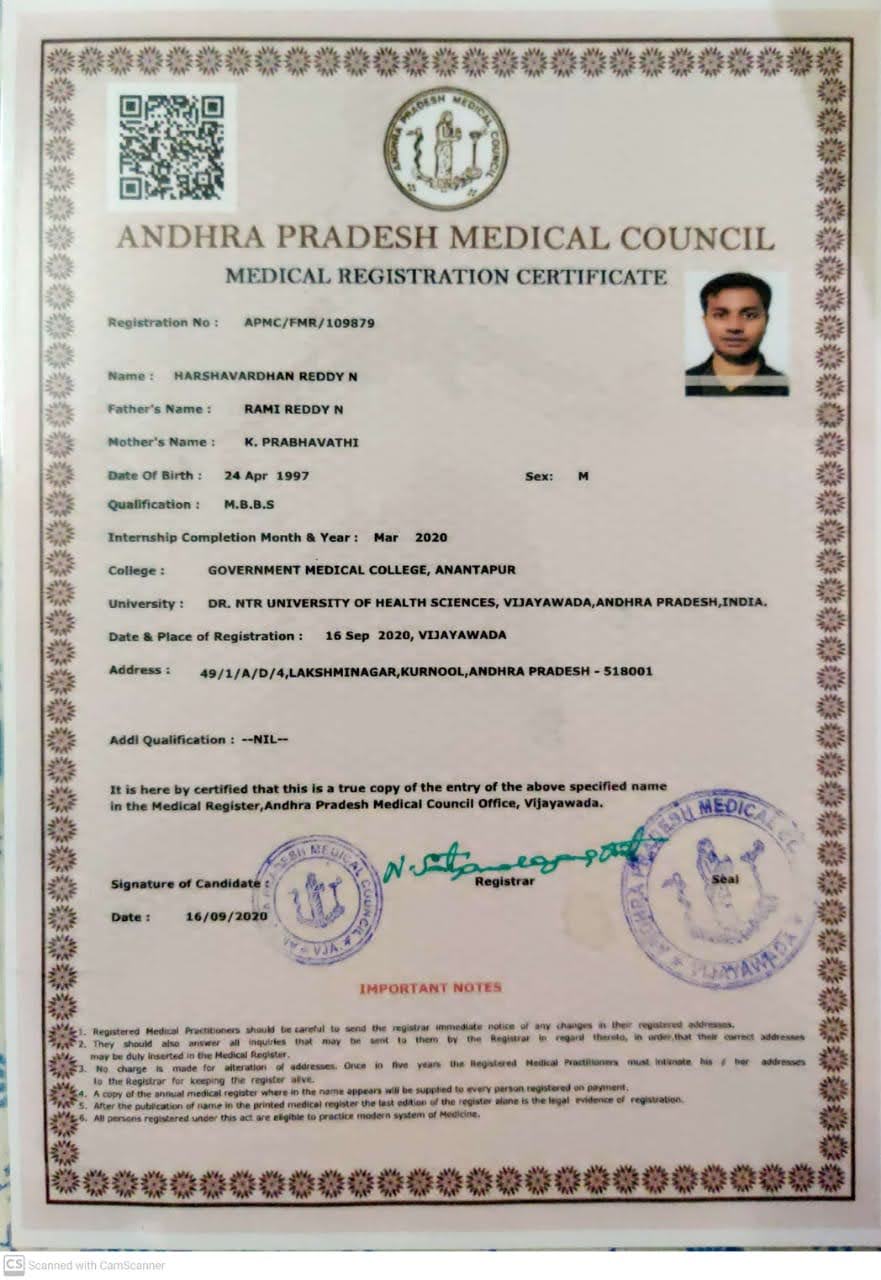 ANDHRA PRADESH MEDICAL COUNCIL
ANDHRA PRADESH MEDICAL COUNCIL
MEDICAL REGISTRATION CERTIFICATE
Registration No : APMC/FMR/109879
Name : HARSHAVARDHAN REDDY N
Father's Name : RAMI REDDY N
Mother's Name : K. PRABHAVATHI
Date Of Birth : 24 Apr 1997 Sex: M
Qualification : M.B.B.S
Internship Completion Month & Year : Mar 2020
College : GOVERNMENT MEDICAL COLLEGE, ANANTAPUR
University : DR. NTR UNIVERSITY OF HEALTH SCIENCES, VIJAYAWADA,ANDHRA PRADESH,INDIA.
Date & Place of Registration : 16 Sep 2020, VIJAYAWADA
Address : 49/1/A/D/4,LAKSHMINAGAR,KURNOOL,ANDHRA PRADESH - 518001
Addl Qualification : --NIL--
It is here by certified that this is a true copy of the entry of the above specified name
in the Medical Register,Andhra Pradesh Medical Council Office, Vijayawada.
Signature of Candidate : Registrar Seal
Date : 16/09/2020
MEDICAL COUNCIL
VJA.
MEDICAL
VIJAYAWADA
IMPORTANT NOTES
1. Registered Medical Practitioners should be careful to send the registrar immediate notice of any changes in their registered addresses.
2. They should also answer all inquiries that may be sent to them by the Registrar in regard thereto, in order,that their correct addresses
may be duly inserted in the Medical Register.
3. No charge is made for alteration of addresses. Once in five years the Registered Medical Practitioners must intimate his / her addresses
to the Registrar for keeping the register alive.
4. A copy of the annual medical register where in the name appears will be supplied to every person registered on payment.
5. After the publication of name in the printed medical register the last edition of the register alone is the legal evidence of registration.
6. All persons registered under this act are eligible to practice modern system of Medicine.
CS Scanned with CamScanner